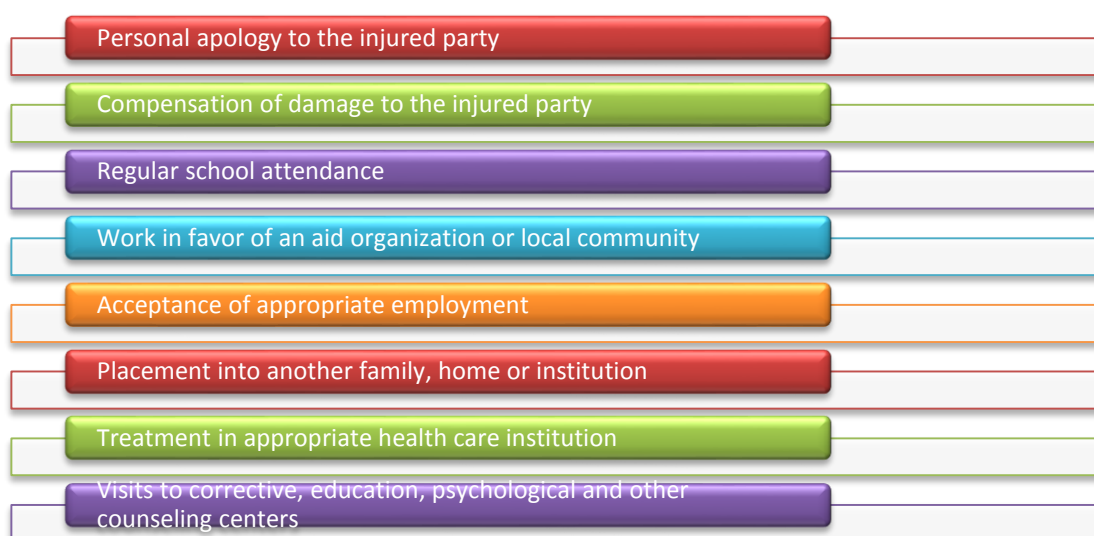 Personal apology to the injured party
Compensation of damage to the injured party
Regular school attendance
Work in favor of an aid organization or local community
Acceptance of appropriate employment
Placement into another family, home or institution
Treatment in appropriate health care institution
Visits to corrective, education, psychological and other
counseling centers